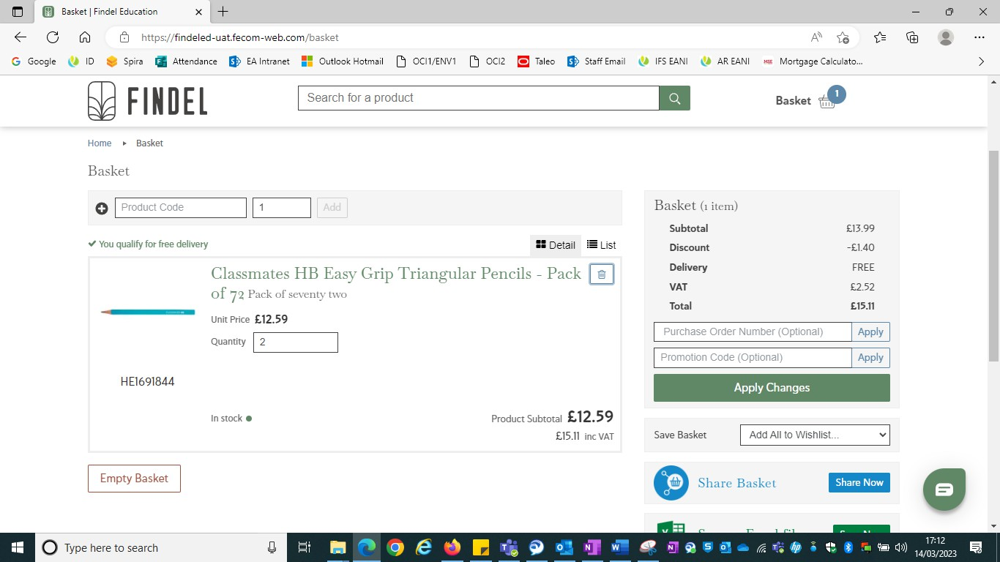 Basket | Findel Education
https://findeled-uat.fecom-web.com/basket
Google ID Spira Attendance EA Intranet Outlook Hotmail OCI1/ENV1 OCI2 Taleo Staff Email IFS EANI AR EANI MSE Mortgage Calculato...
FINDEL
Search for a product
Basket 1
Home ▸ Basket
Basket
Product Code 1 Add
You qualify for free delivery
Detail List
Classmates HB Easy Grip Triangular Pencils - Pack
of 72 Pack of seventy two
Unit Price £12.59
Quantity 2
HE1691844
In stock
Product Subtotal £12.59
£15.11 inc VAT
Empty Basket
Basket (1 item)
Subtotal £13.99
Discount -£1.40
Delivery FREE
VAT £2.52
Total £15.11
Purchase Order Number (Optional) Apply
Promotion Code (Optional) Apply
Apply Changes
Save Basket Add All to Wishlist...
Share Basket Share Now
Type here to search
17:12
14/03/2023